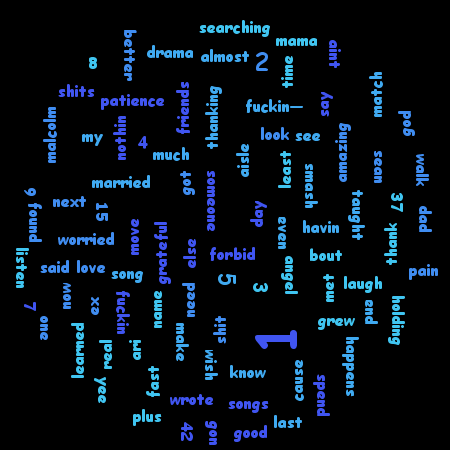 searching
mama
better
drama
almost
2
aint
8
time
shits
patience
friends
thanking
fuckin—
say
match
malcolm
my
nothin
4
much
look
see
god
aisle
least
smash
amazing
sean
walk
married
got
someone
9
found
next
15
day
taught
37
dad
move
grateful
even
havin
thank
worried
else
forbid
bout
listen
said
love
song
5
3
angel
met
laugh
pain
7
now
ex
fuckin
name
need
end
holding
one
learned
real
ari
make
shit
1
grew
yee
fast
wish
know
cause
happens
spend
plus
wrote
songs
42
gon
good
last